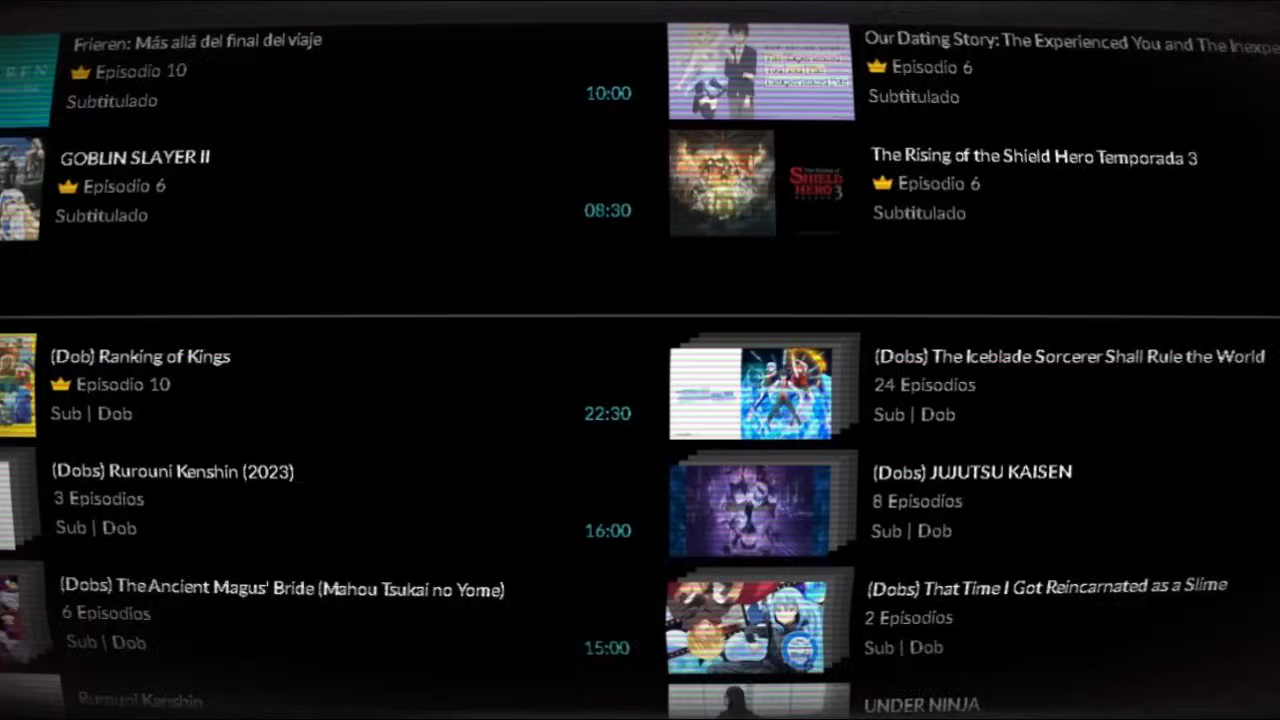 Frieren: Más allá del final del viaje
Episodio 10
Subtitulado
10:00
Our Dating Story: The Experienced You and The
Episodio 6
Subtitulado
GOBLIN SLAYER II
Episodio 6
Subtitulado
08:30
The Rising of the
SHIELD
HERO 3
The Rising of the Shield Hero Temporada 3
Episodio 6
Subtitulado
(Dob) Ranking of Kings
Episodio 10
Sub | Dob
22:30
(Dobs) The Iceblade Sorcerer Shall Rule the World
24 Episodios
Sub | Dob
(Dobs) Rurouni Kenshin (2023)
3 Episodios
Sub | Dob
16:00
(Dobs) JUJUTSU KAISEN
8 Episodios
Sub | Dob
(Dobs) The Ancient Magus' Bride (Mahou Tsukai no Yome)
6 Episodios
Sub | Dob
15:00
(Dobs) That Time I Got Reincarnated as a Slime
2 Episodios
Sub | Dob
Rurouni Kenshin
UNDER NINJA